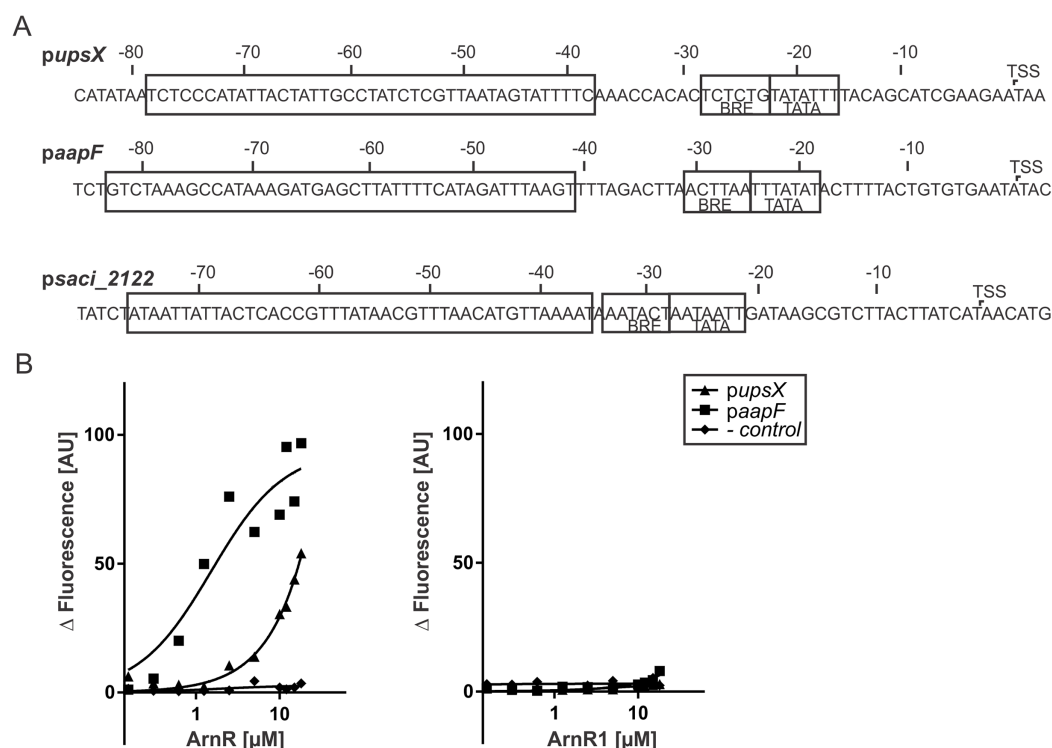 A
pupsX
-80 -70 -60 -50 -40 -30 -20 -10 TSS
CATATAATCTCCCATATTACTATTGCCTATCTCGTTAATAGTATTTTCAAACCACACTCTCTGTATATTTTACAGCATCGAAGAATAA
BRE TATA
paapF
-80 -70 -60 -50 -40 -30 -20 -10 TSS
TCTGTCTAAAGCCATAAAGATGAGCTTATTTTCATAGATTTAAGTTTTAGACTTAACTTAATTTATATACTTTTACTGTGTGAATATAC
BRE TATA
psaci_2122
-70 -60 -50 -40 -30 -20 -10 TSS
TATCTATAATTATTACTCACCGTTTATAACGTTTAACATGTTAAAATAAATACTAATAATTGATAAGCGTCTTACTTATCATAACATG
BRE TATA
B
pupsX
paapF
- control
Δ Fluorescence [AU]
100
50
0
1 10
ArnR [µM]
Δ Fluorescence [AU]
100
50
0
1 10
ArnR1 [µM]